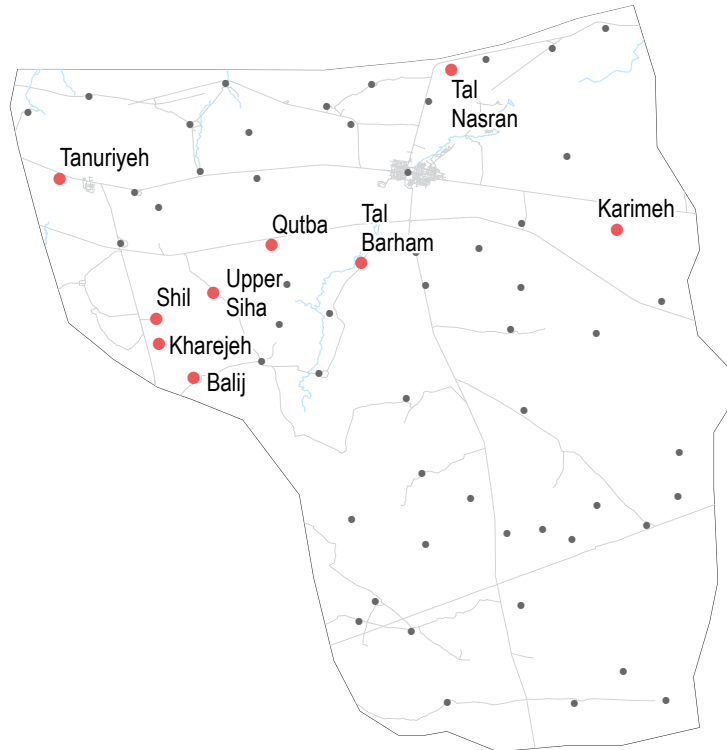 Tal
Nasran
Tanuriyeh
Karimeh
Qutba
Tal
Barham
Upper
Siha
Shil
Kharejeh
Balij